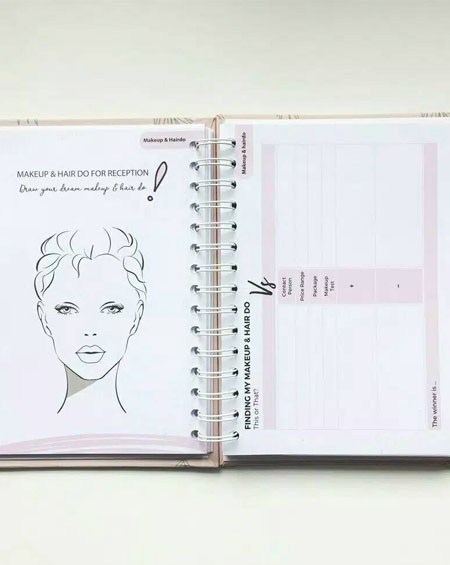 Makeup & Hairdo
MAKEUP & HAIR DO FOR RECEPTION
Draw your dream makeup & hair do !
Makeup & hairdo
FINDING MY MAKEUP & HAIR DO
This or That?
Vs
Contact
Person
Price Range
Package
Makeup
Test
+
-
The winner is ...